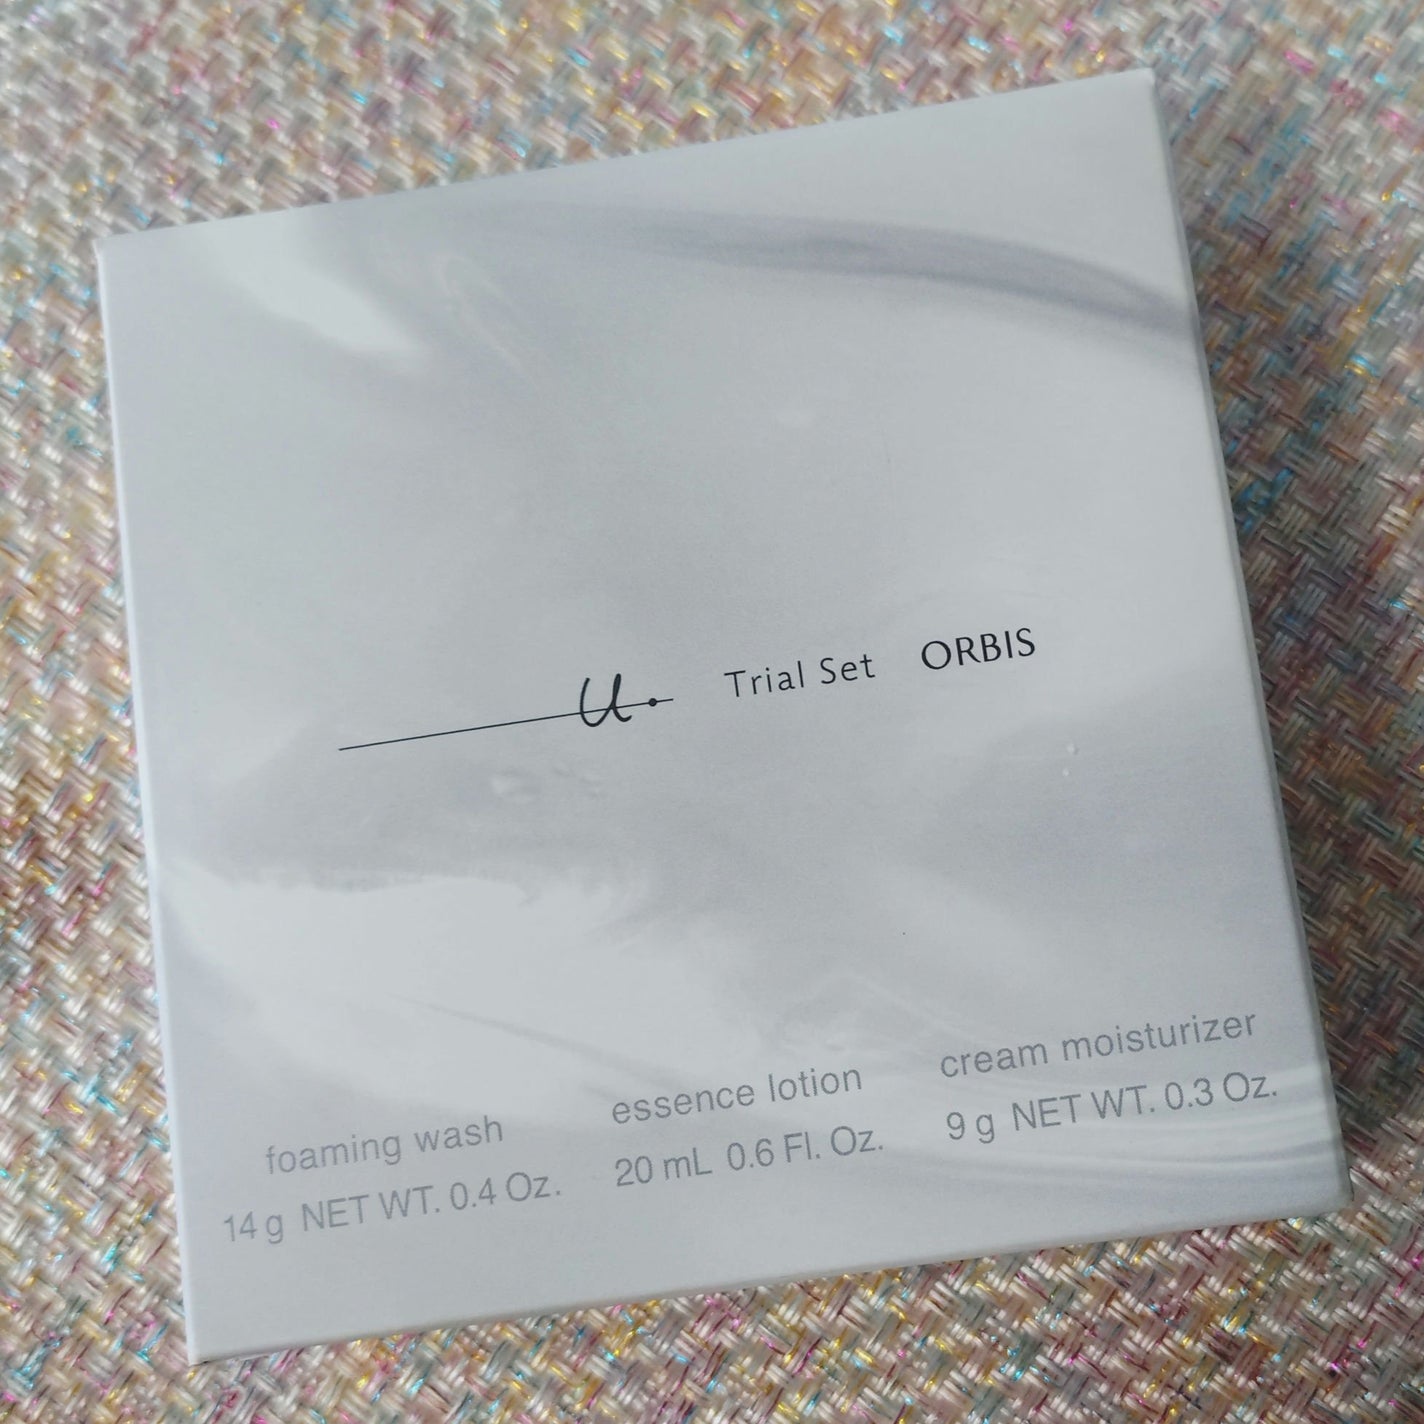 u. Trial Set ORBIS
foaming wash
14 g NET WT. 0.4 Oz.
essence lotion
20 mL 0.6 Fl. Oz.
cream moisturizer
9 g NET WT. 0.3 Oz.